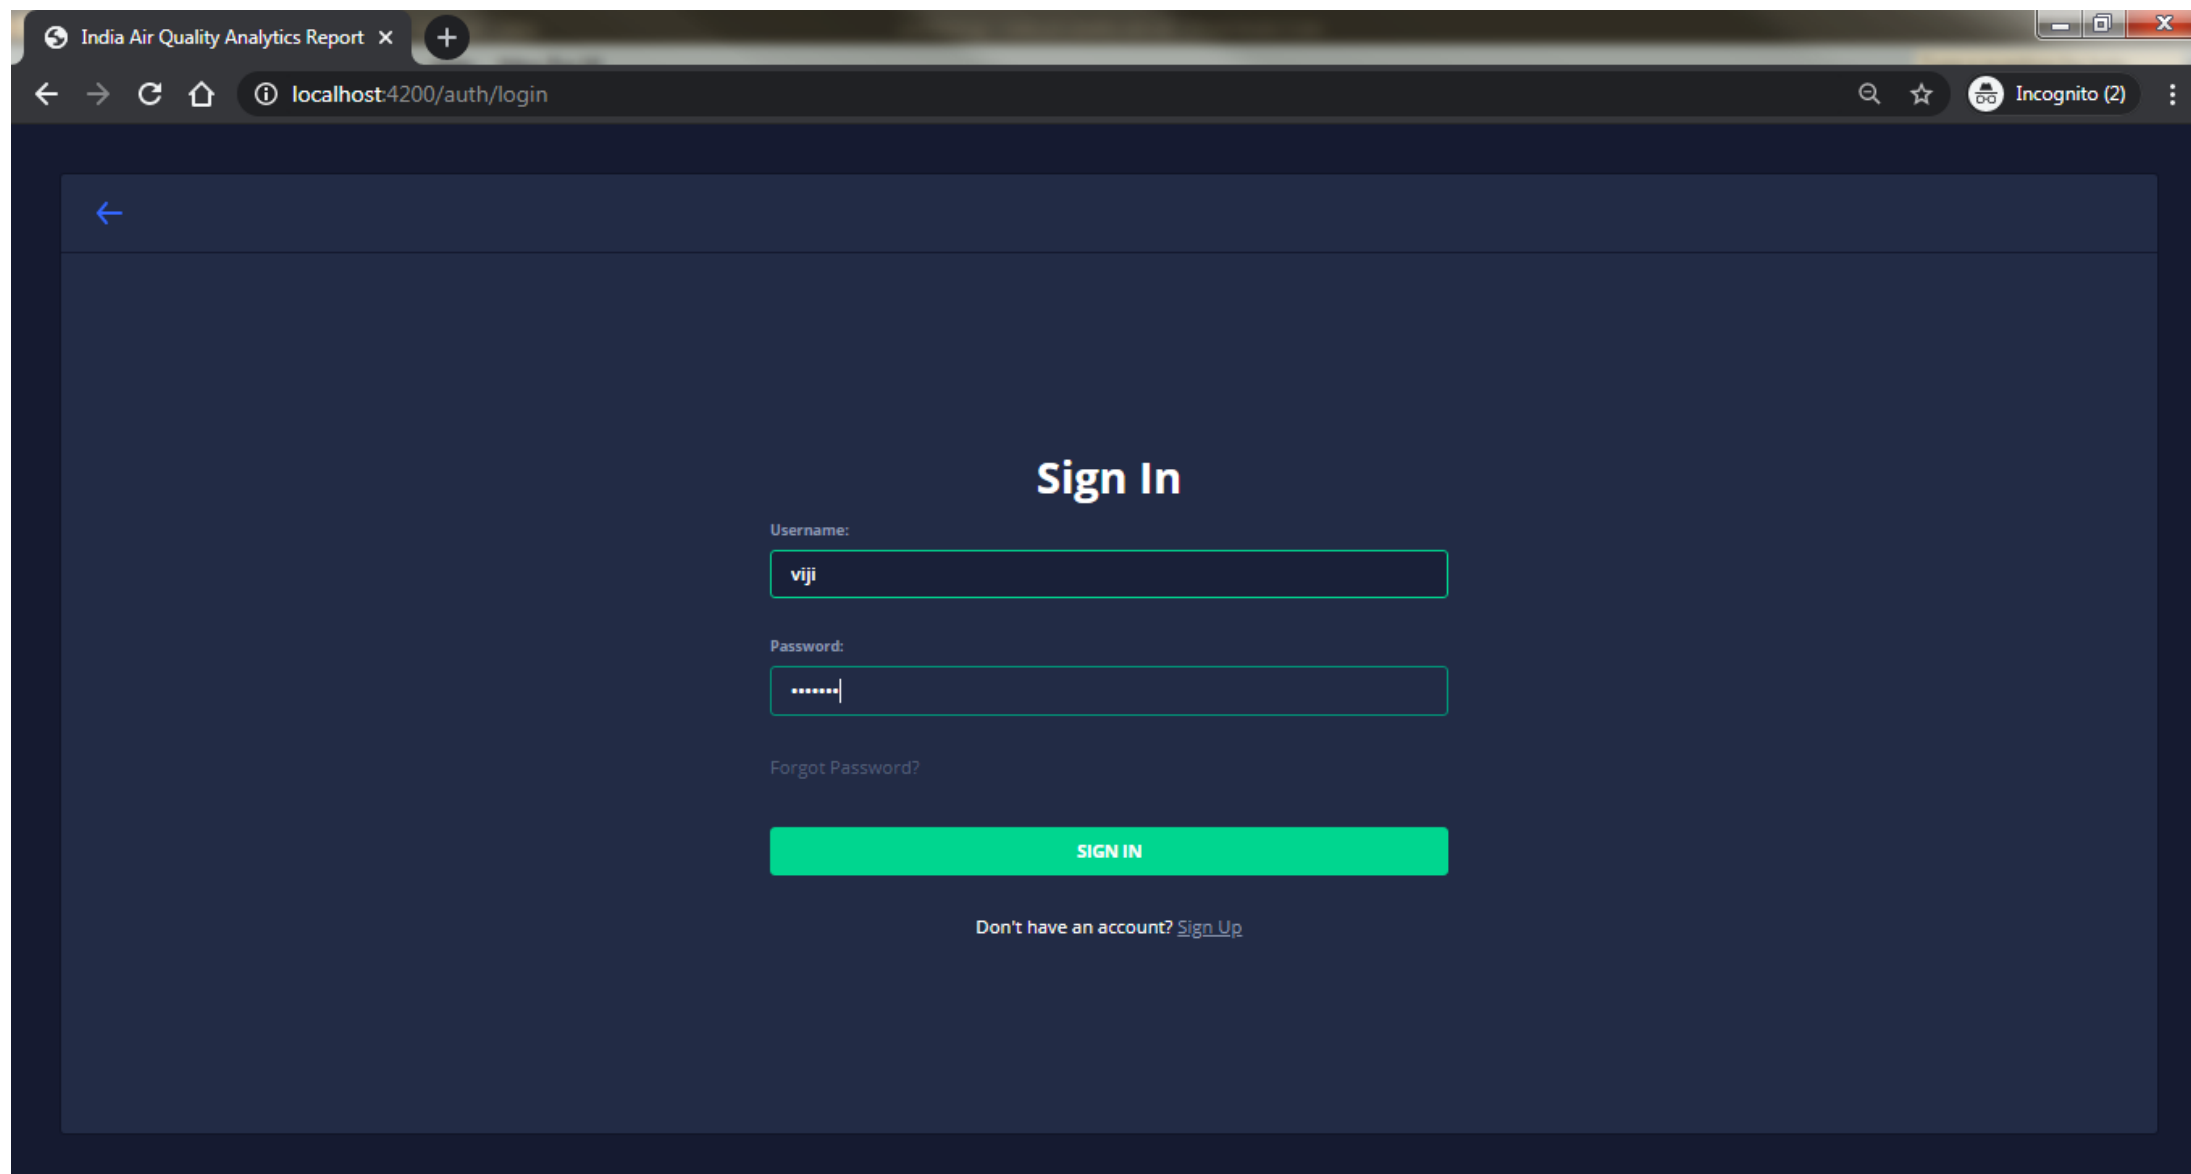 India Air Quality Analytics Report
localhost:4200/auth/login
Incognito (2)
Sign In
Username:
viji
Password:
•••••••
Forgot Password?
SIGN IN
Don't have an account? Sign Up